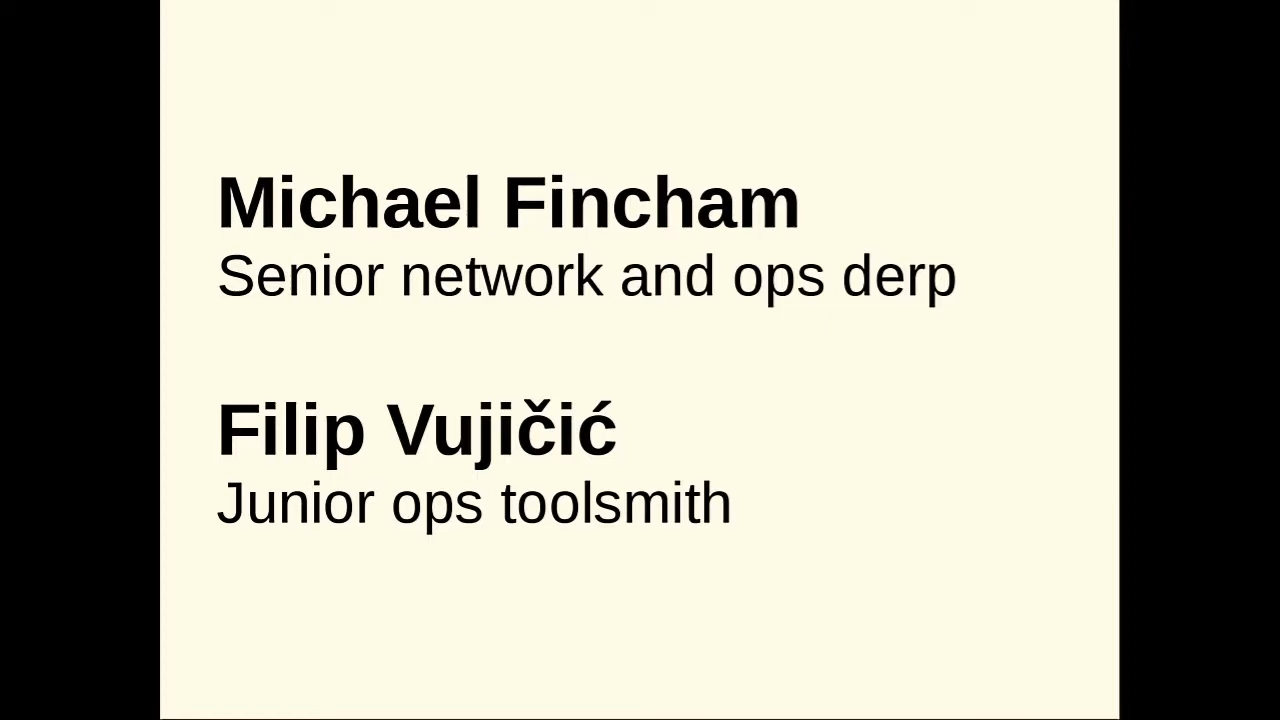 Michael Fincham
Senior network and ops derp
Filip Vujičić
Junior ops toolsmith